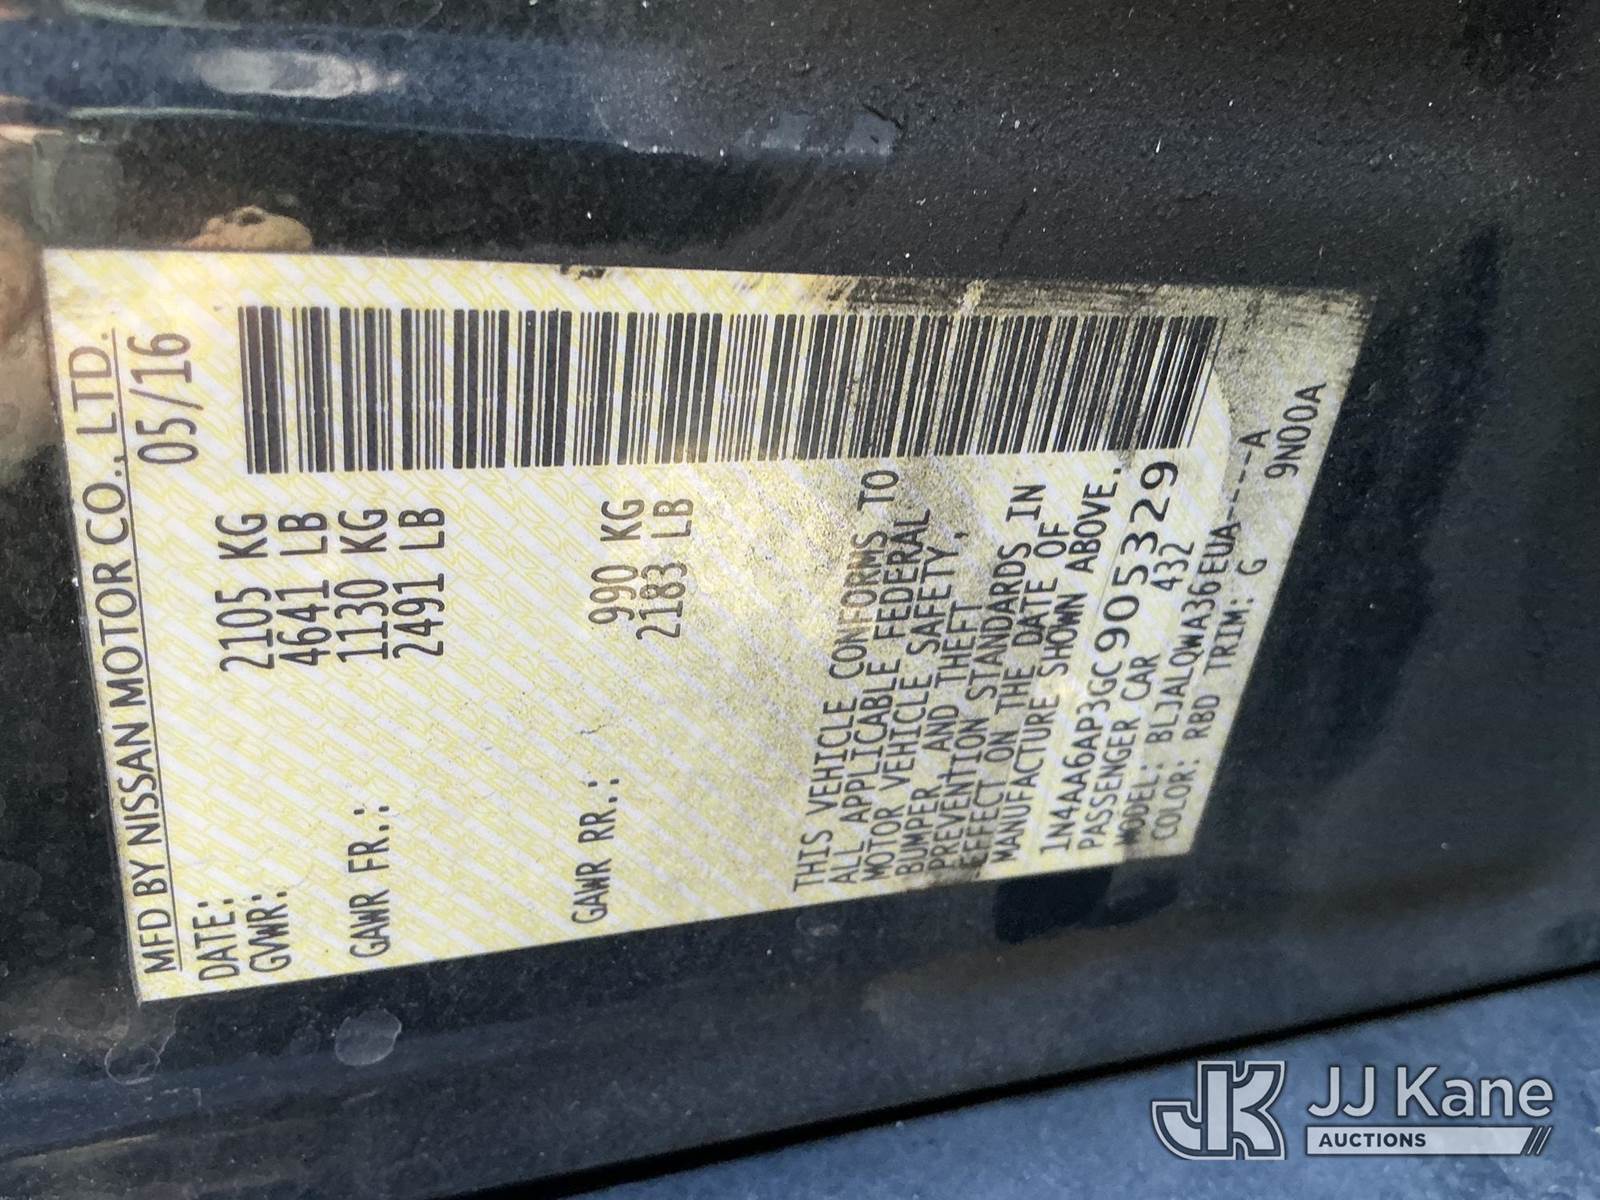 MFD BY NISSAN MOTOR CO., LTD.
DATE: 05/16
GVWR: 2105 KG
4641 LB
GAWR FR.: 1130 KG
2491 LB
GAWR RR.: 990 KG
2183 LB
THIS VEHICLE CONFORMS TO
ALL APPLICABLE FEDERAL
MOTOR VEHICLE SAFETY,
BUMPER AND THEFT
PREVENTION STANDARDS IN
EFFECT ON THE DATE OF
MANUFACTURE SHOWN ABOVE.
1N4AA6AP3GC905329
PASSENGER CAR 432
MODEL: BLJALQWA36EUA-----A
COLOR: RBD TRIM: G 9N00A
JK JJ Kane
AUCTIONS